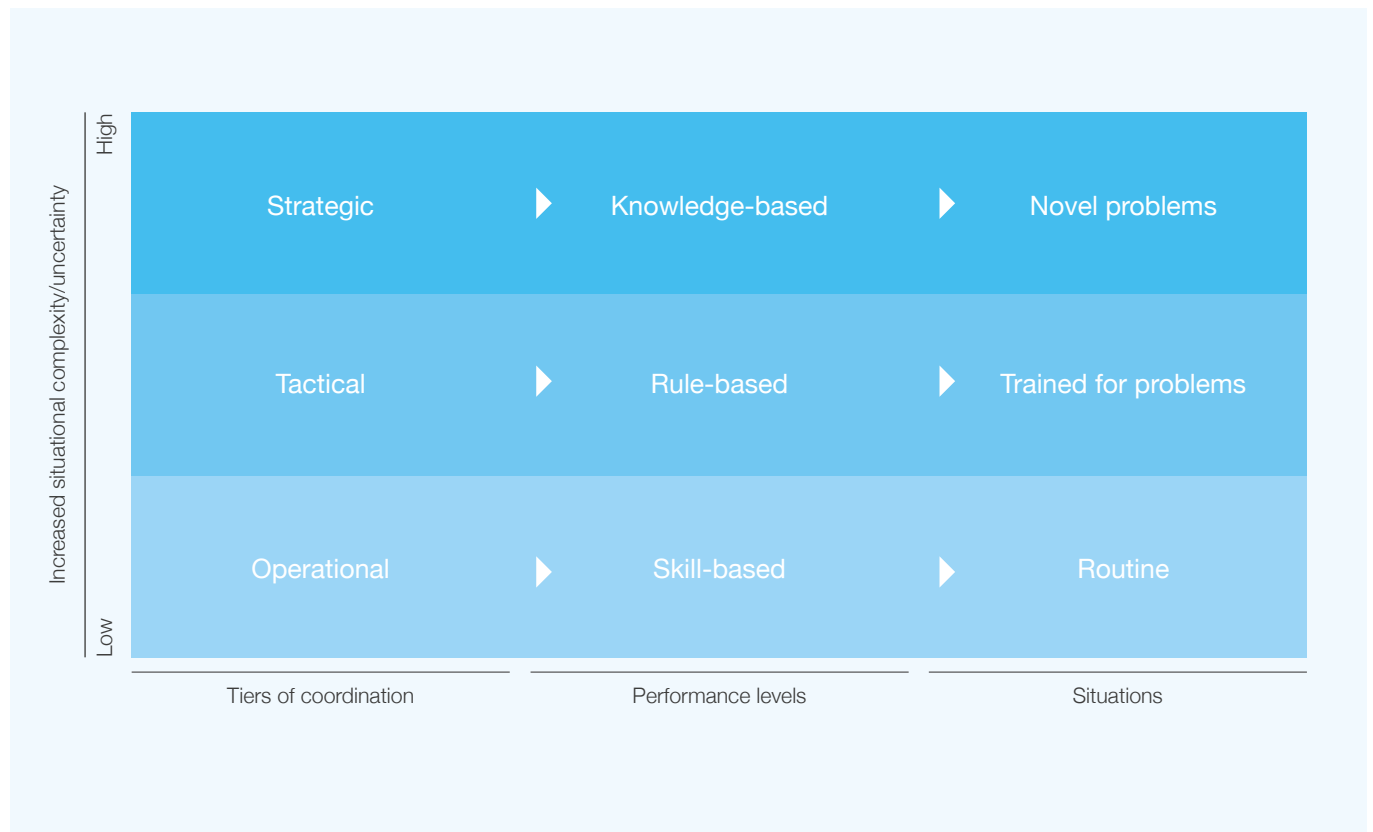 High
Increased situational complexity/uncertainty
Low
Strategic
Knowledge-based
Novel problems
Tactical
Rule-based
Trained for problems
Operational
Skill-based
Routine
Tiers of coordination
Performance levels
Situations